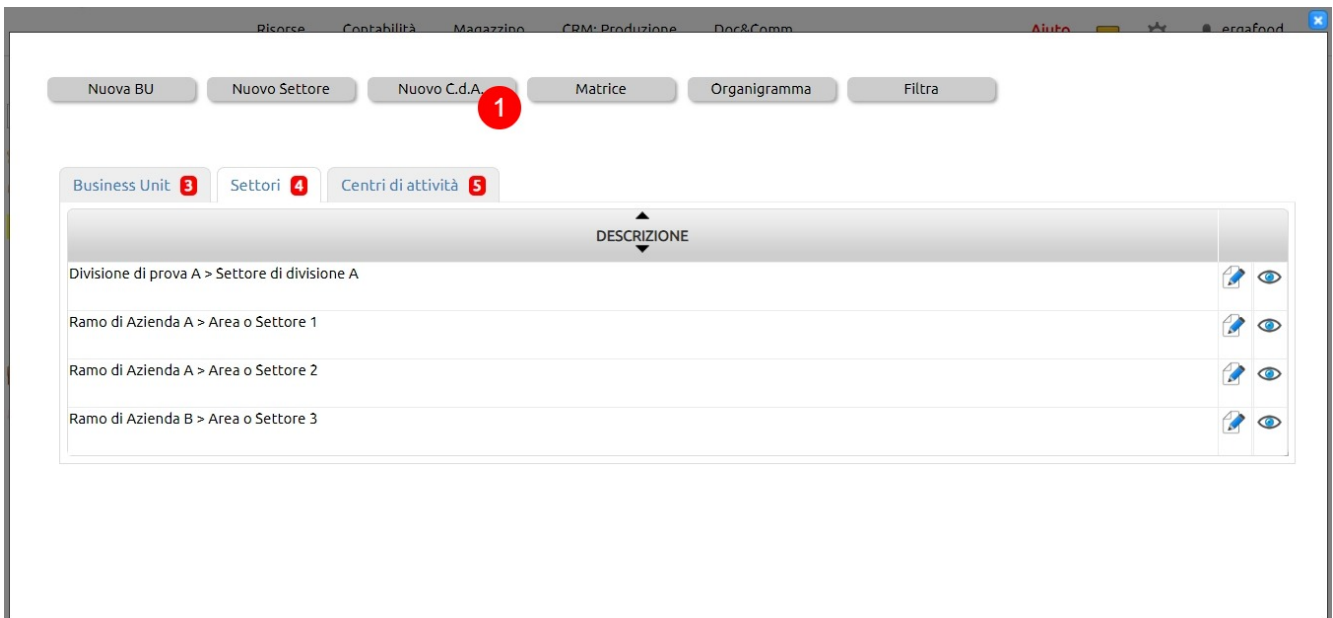 Risorse Contabilità Magazzino CRM: Produzione Doc&Comm Aiuto ergafood
Nuova BU Nuovo Settore Nuovo C.d.A. Matrice Organigramma Filtra
1
Business Unit 3 Settori 4 Centri di attività 5
DESCRIZIONE
Divisione di prova A > Settore di divisione A
Ramo di Azienda A > Area o Settore 1
Ramo di Azienda A > Area o Settore 2
Ramo di Azienda B > Area o Settore 3